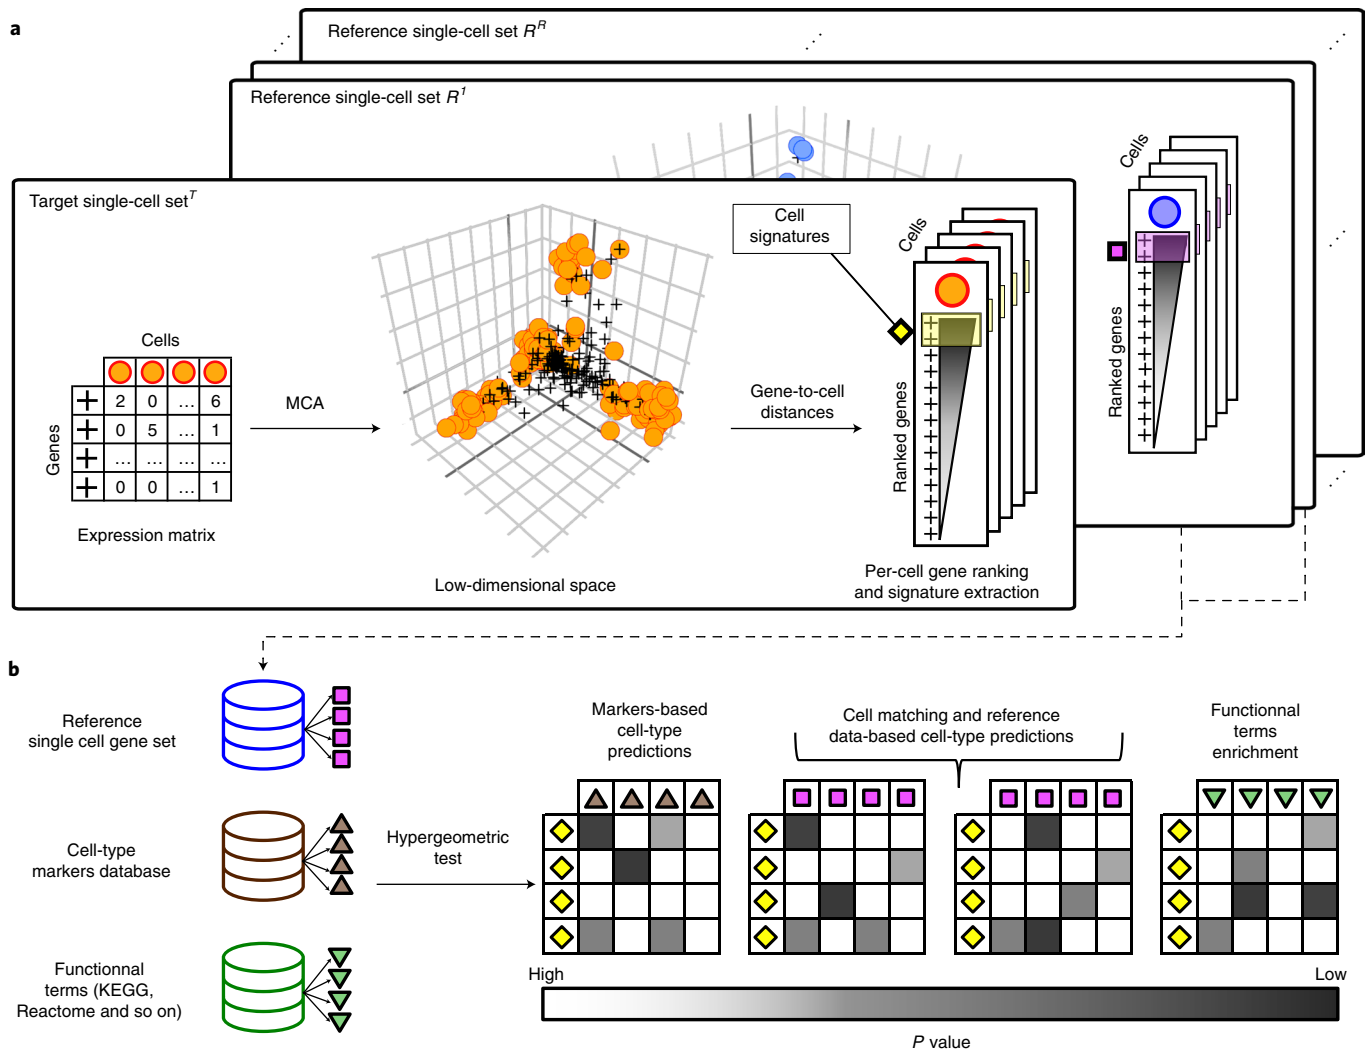 a
Reference single-cell set R^R
Reference single-cell set R^1
Target single-cell set^T
Cell
signatures
Cells
Cells
Cells
Genes
2 0 ... 6
0 5 ... 1
... ... ... ...
0 0 ... 1
Expression matrix
MCA
Low-dimensional space
Gene-to-cell
distances
Ranked genes
Ranked genes
Per-cell gene ranking
and signature extraction
b
Reference
single cell gene set
Cell-type
markers database
Functionnal
terms (KEGG,
Reactome and so on)
Hypergeometric
test
Markers-based
cell-type
predictions
Cell matching and reference
data-based cell-type predictions
Functionnal
terms
enrichment
High
Low
P value